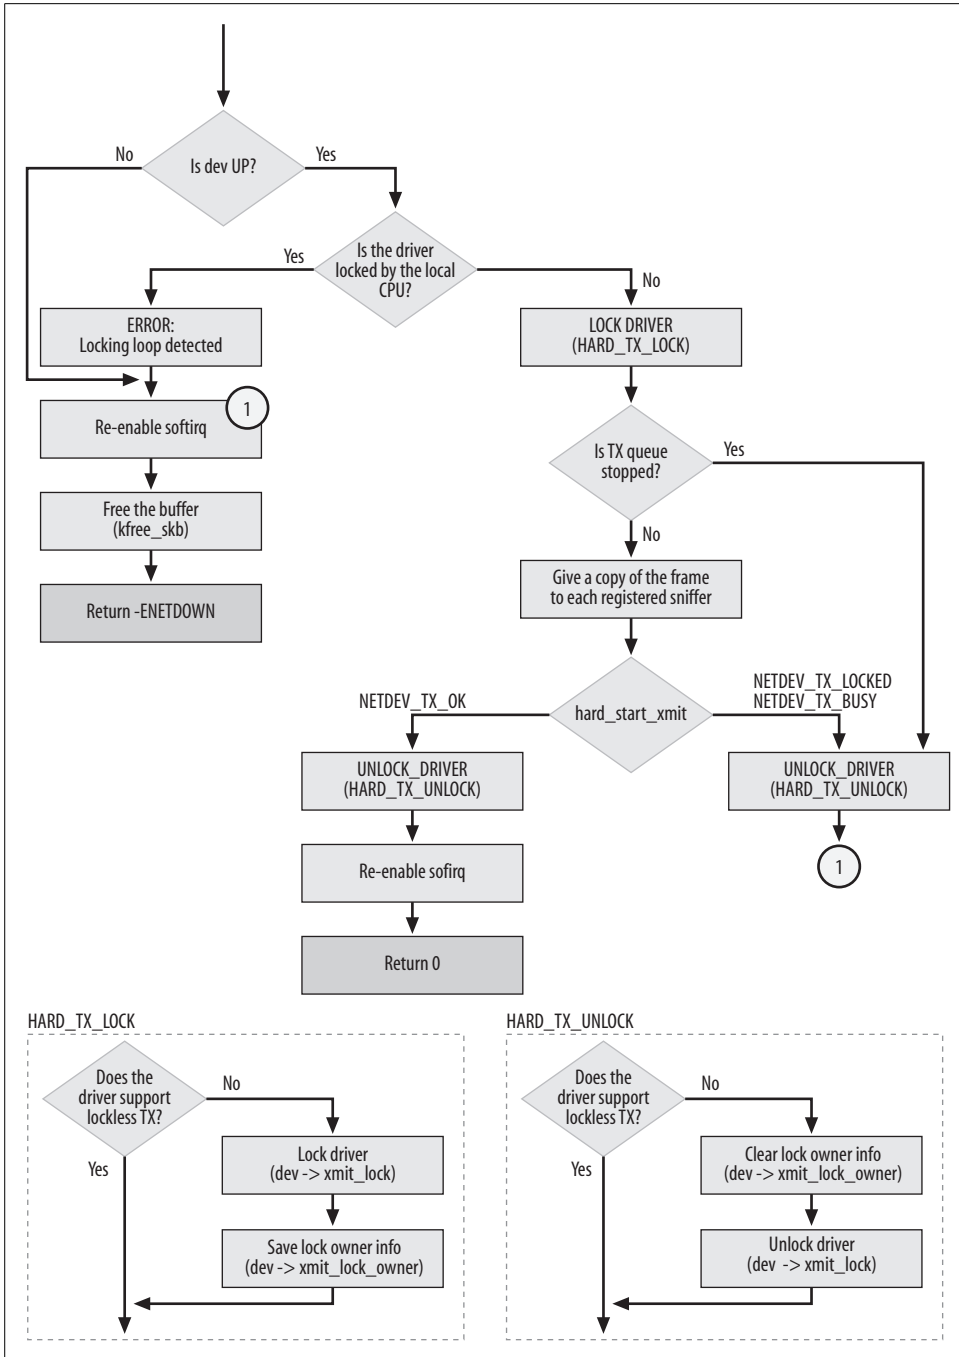 No
Is dev UP?
Yes
Yes
Is the driver
locked by the local
CPU?
No
ERROR:
Locking loop detected
LOCK DRIVER
(HARD_TX_LOCK)
1
Re-enable softirq
Is TX queue
stopped?
Yes
Free the buffer
(kfree_skb)
No
Give a copy of the frame
to each registered sniffer
Return -ENETDOWN
NETDEV_TX_OK
hard_start_xmit
NETDEV_TX_LOCKED
NETDEV_TX_BUSY
UNLOCK_DRIVER
(HARD_TX_UNLOCK)
UNLOCK_DRIVER
(HARD_TX_UNLOCK)
Re-enable sofirq
1
Return 0
HARD_TX_LOCK
Does the
driver support
lockless TX?
No
Yes
Lock driver
(dev -> xmit_lock)
Save lock owner info
(dev -> xmit_lock_owner)
HARD_TX_UNLOCK
Does the
driver support
lockless TX?
No
Yes
Clear lock owner info
(dev -> xmit_lock_owner)
Unlock driver
(dev -> xmit_lock)